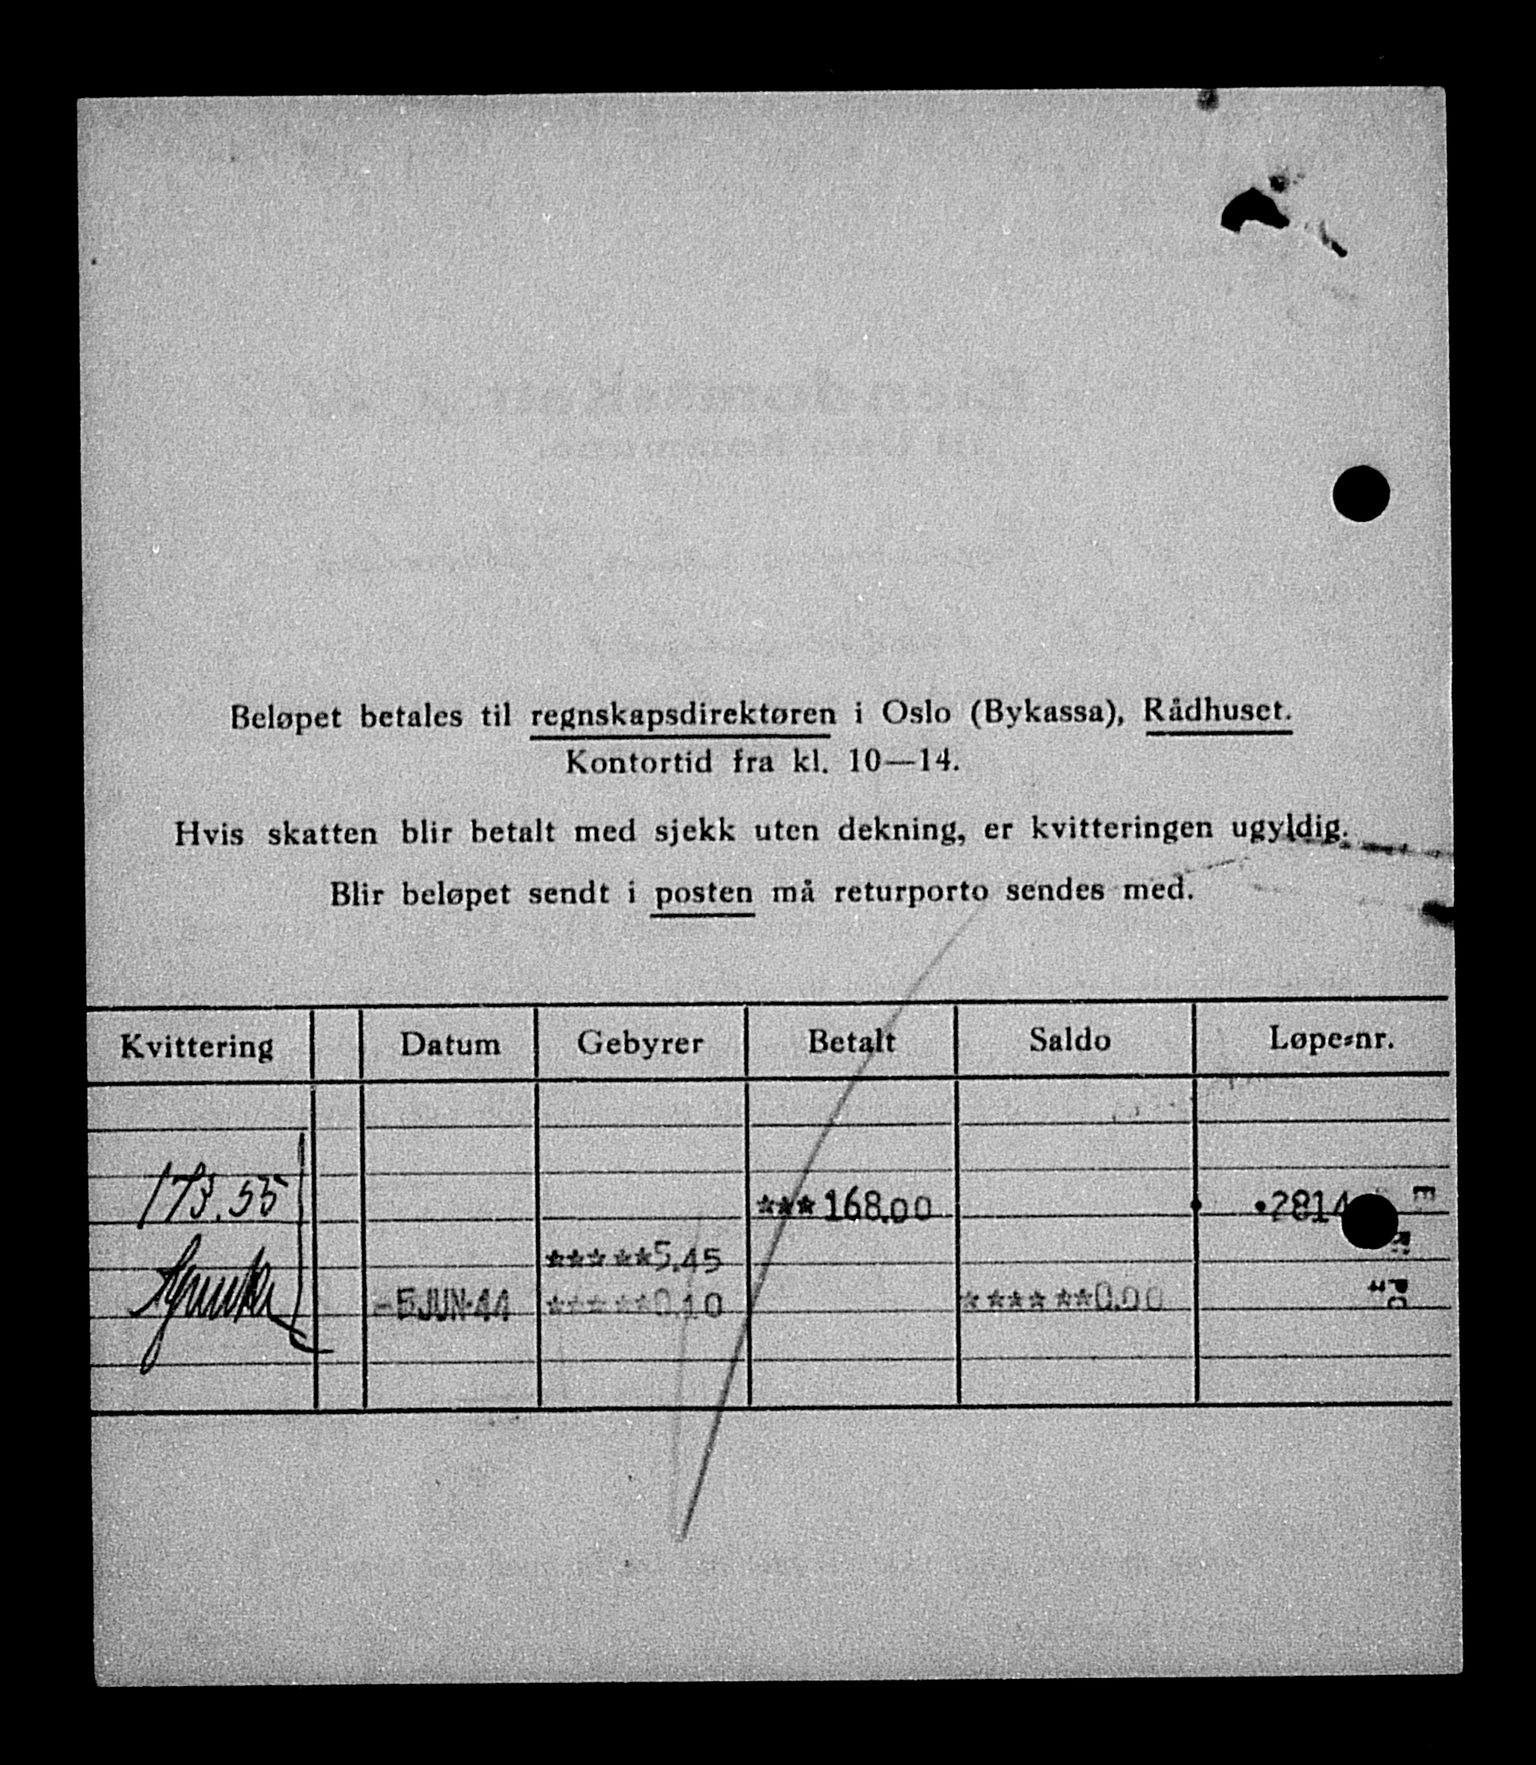 Beløpet betales til regnskapsdirektøren i Oslo (Bykassa), Rådhuset.
Kontortid fra kl. 10—14.
Hvis skatten blir betalt med sjekk uten dekning, er kvitteringen ugyldig.
Blir beløpet sendt i posten må returporto sendes med.
Kvittering Datum Gebyrer Betalt Saldo Løpe=nr.
173.55 ***168.00 •2814
*****5.45
-5 JUN·44 *****0.10 ******0.00